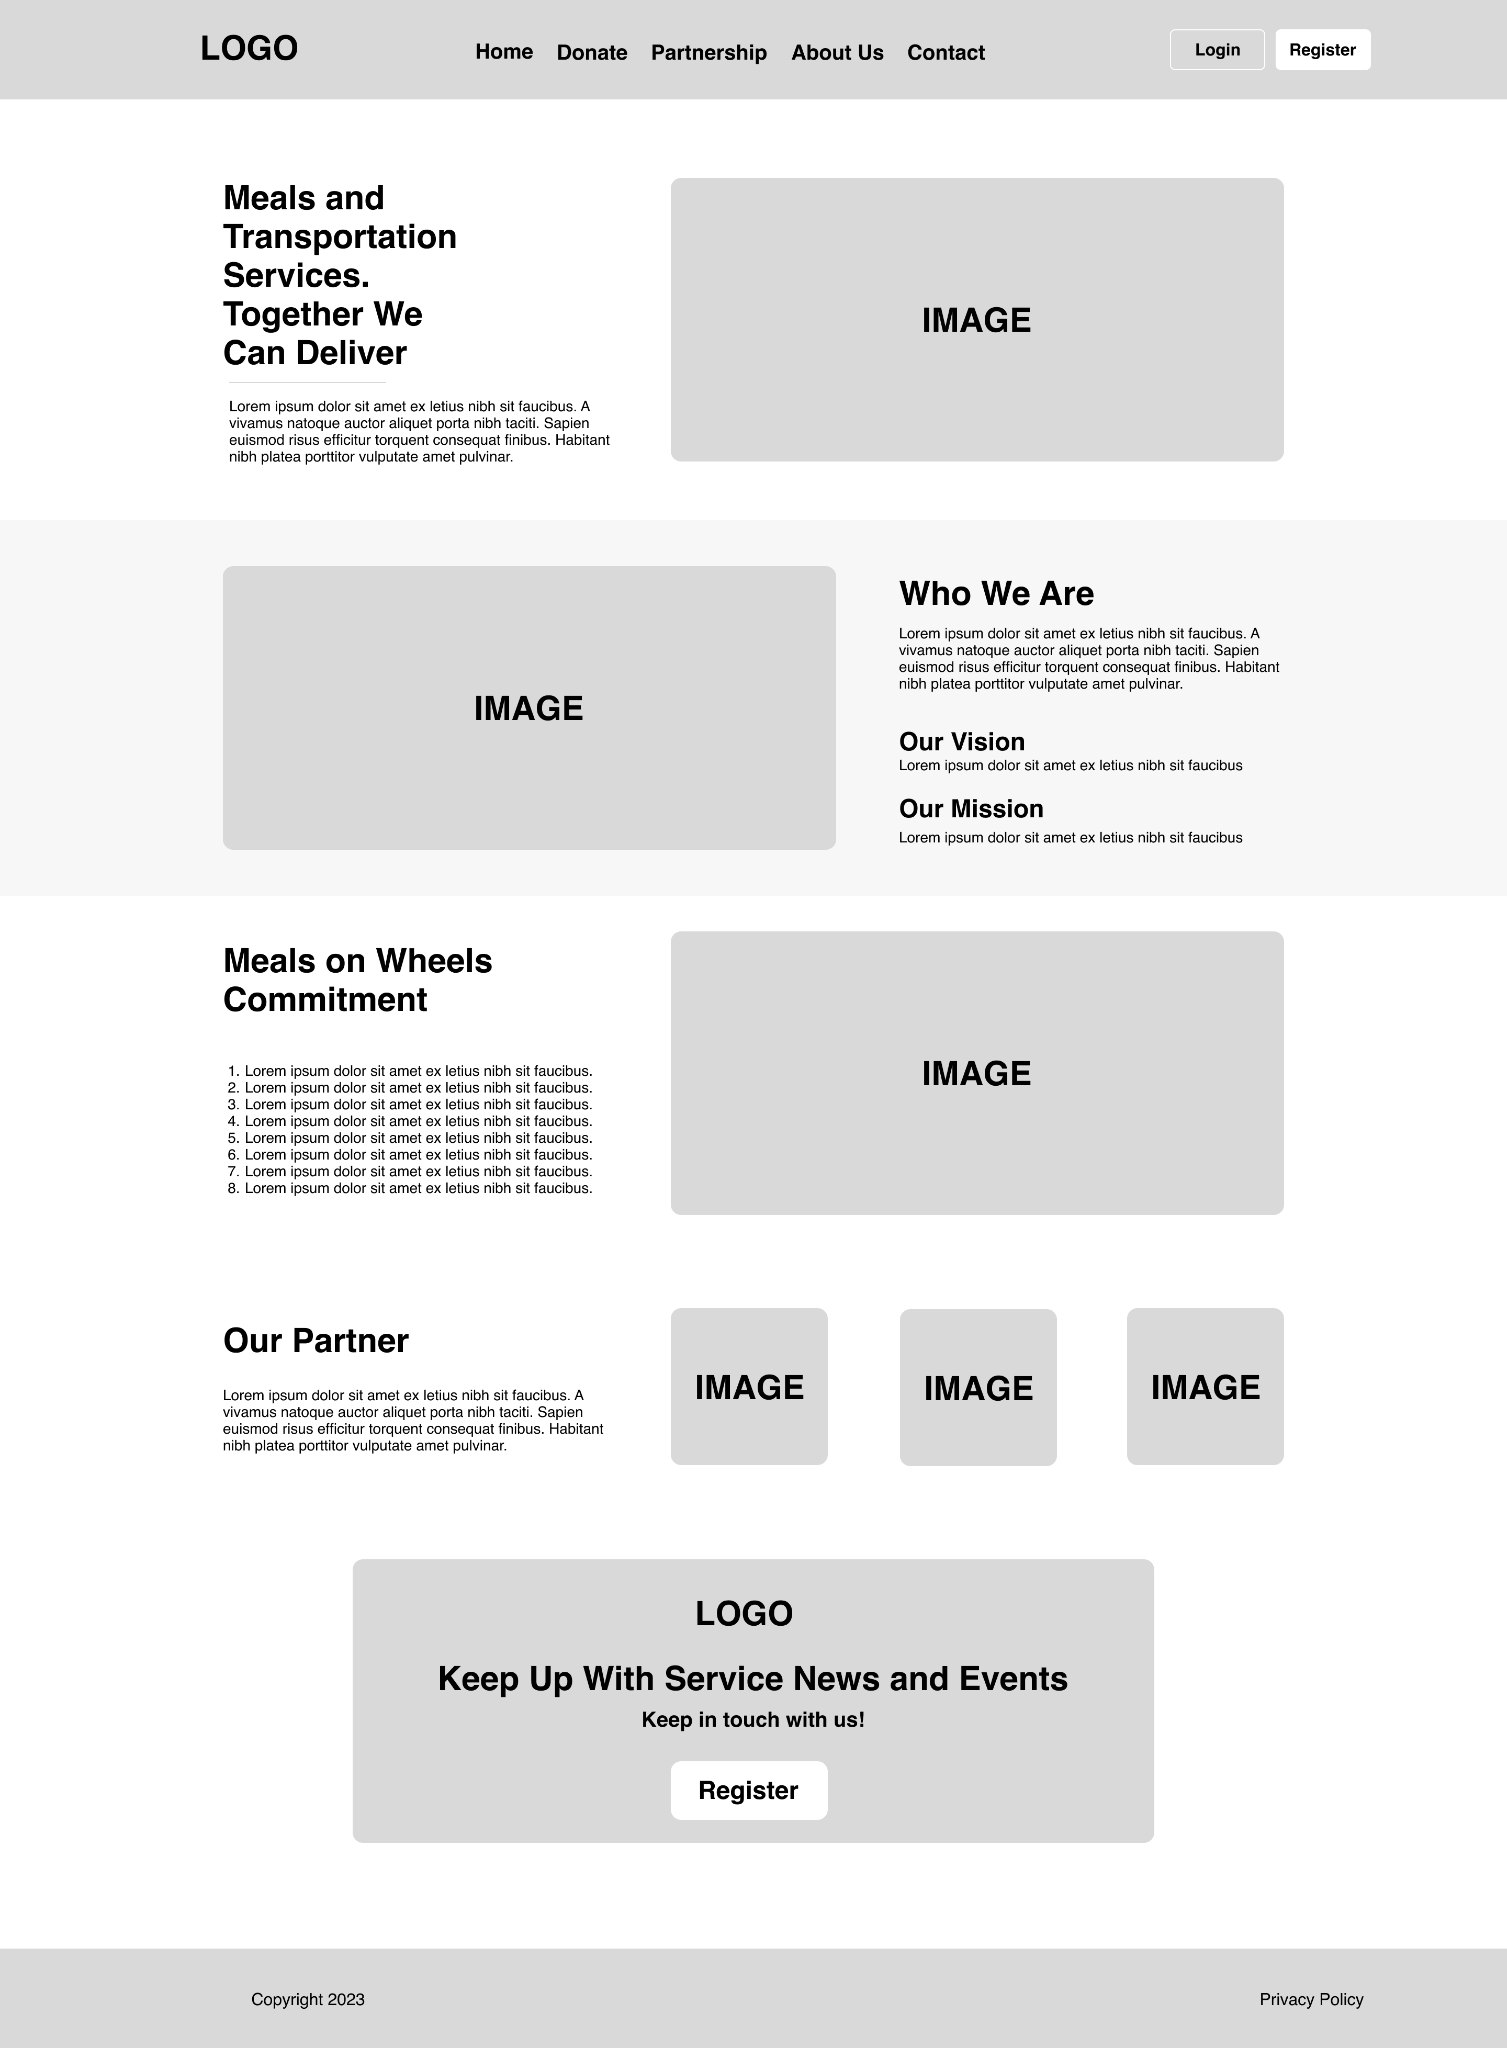 LOGO
Home Donate Partnership About Us Contact
Login Register
Meals and
Transportation
Services.
Together We
Can Deliver
Lorem ipsum dolor sit amet ex letius nibh sit faucibus. A
vivamus natoque auctor aliquet porta nibh taciti. Sapien
euismod risus efficitur torquent consequat finibus. Habitant
nibh platea porttitor vulputate amet pulvinar.
IMAGE
IMAGE
Who We Are
Lorem ipsum dolor sit amet ex letius nibh sit faucibus. A
vivamus natoque auctor aliquet porta nibh taciti. Sapien
euismod risus efficitur torquent consequat finibus. Habitant
nibh platea porttitor vulputate amet pulvinar.
Our Vision
Lorem ipsum dolor sit amet ex letius nibh sit faucibus
Our Mission
Lorem ipsum dolor sit amet ex letius nibh sit faucibus
Meals on Wheels
Commitment
1. Lorem ipsum dolor sit amet ex letius nibh sit faucibus.
2. Lorem ipsum dolor sit amet ex letius nibh sit faucibus.
3. Lorem ipsum dolor sit amet ex letius nibh sit faucibus.
4. Lorem ipsum dolor sit amet ex letius nibh sit faucibus.
5. Lorem ipsum dolor sit amet ex letius nibh sit faucibus.
6. Lorem ipsum dolor sit amet ex letius nibh sit faucibus.
7. Lorem ipsum dolor sit amet ex letius nibh sit faucibus.
8. Lorem ipsum dolor sit amet ex letius nibh sit faucibus.
IMAGE
Our Partner
Lorem ipsum dolor sit amet ex letius nibh sit faucibus. A
vivamus natoque auctor aliquet porta nibh taciti. Sapien
euismod risus efficitur torquent consequat finibus. Habitant
nibh platea porttitor vulputate amet pulvinar.
IMAGE IMAGE IMAGE
LOGO
Keep Up With Service News and Events
Keep in touch with us!
Register
Copyright 2023 Privacy Policy